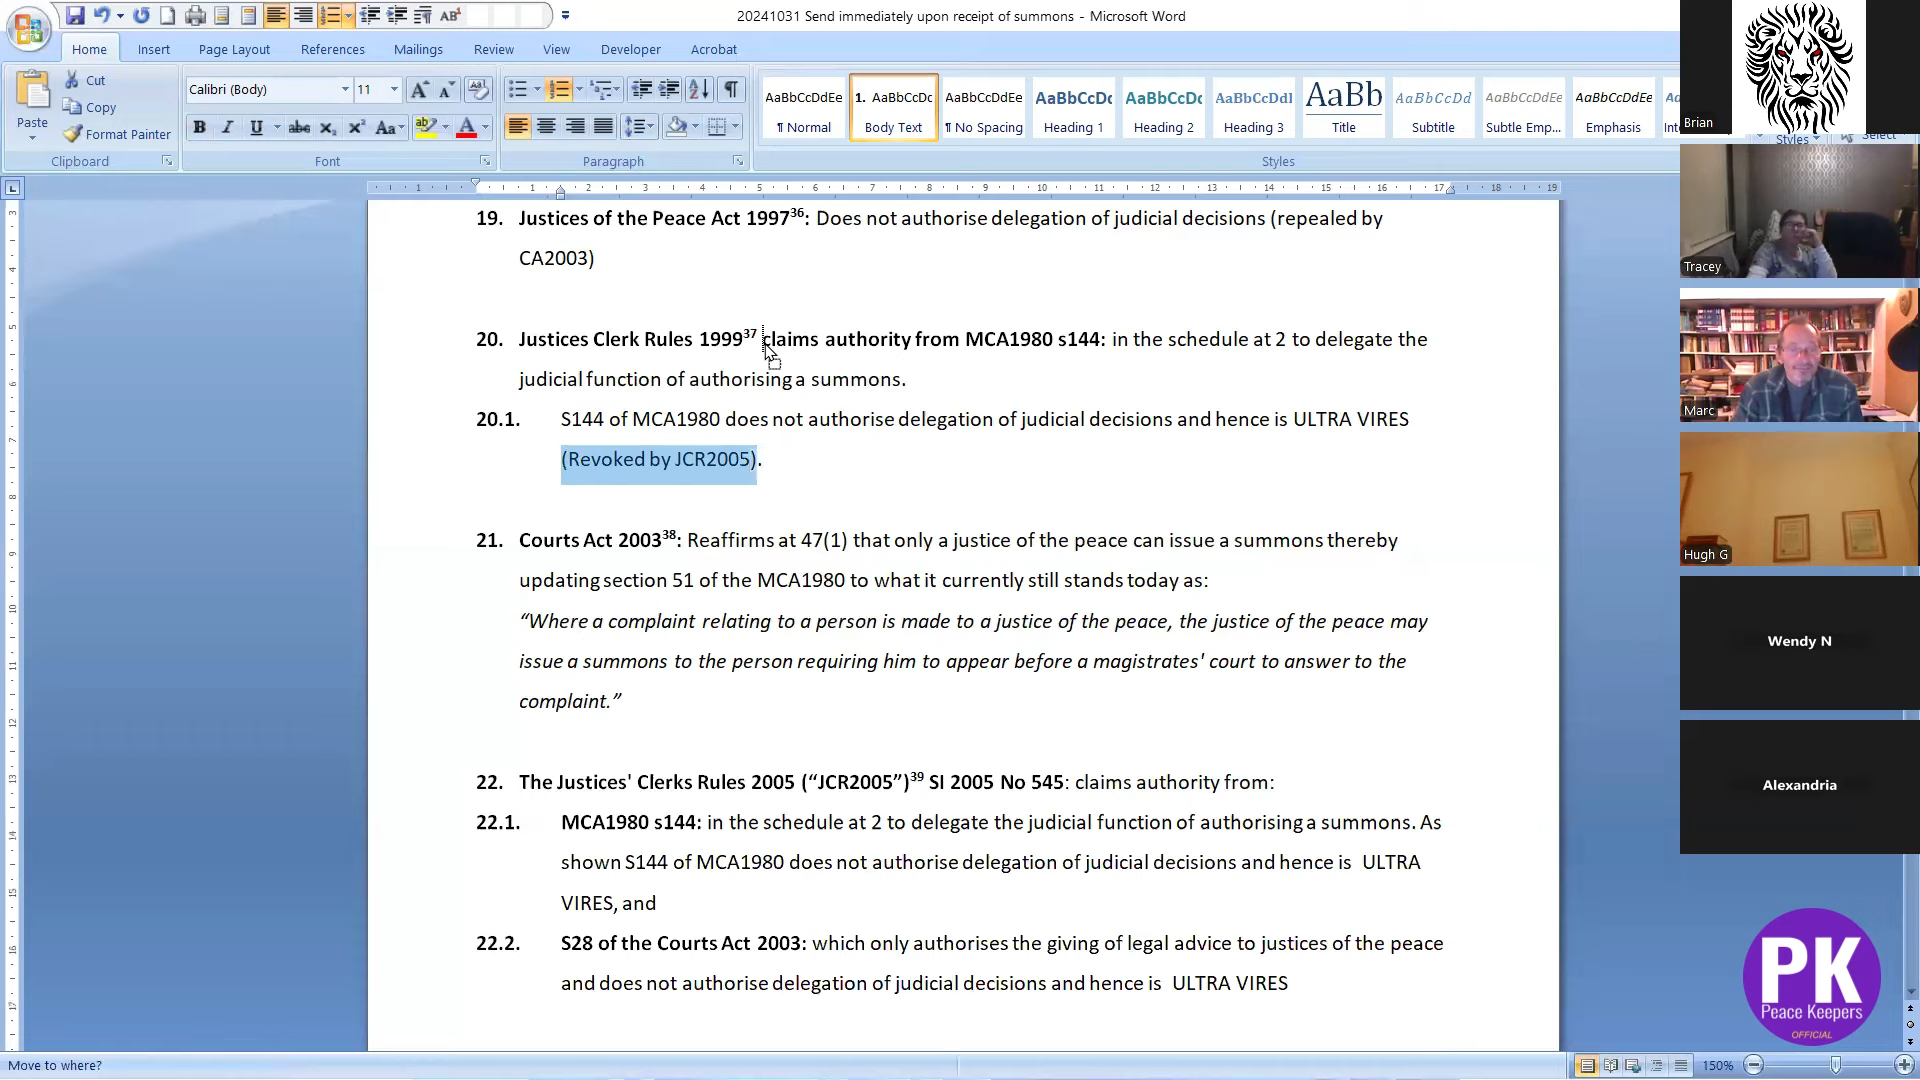 20241031 Send immediately upon receipt of summons - Microsoft Word
Home Insert Page Layout References Mailings Review View Developer Acrobat
Paste
Cut
Copy
Format Painter
Clipboard
Calibri (Body) 11
Font
Paragraph
AaBbCcDdEe AaBbCcDc AaBbCcDdEe AaBbCcDc AaBbCcDc AaBbCcDdI AaBb AaBbCcDd AaBbCcDdEe AaBbCcDdEe
¶ Normal Body Text ¶ No Spacing Heading 1 Heading 2 Heading 3 Title Subtitle Subtle Emp... Emphasis
Styles
Styles Select
19. Justices of the Peace Act 1997³⁶: Does not authorise delegation of judicial decisions (repealed by
CA2003)
20. Justices Clerk Rules 1999³⁷ claims authority from MCA1980 s144: in the schedule at 2 to delegate the
judicial function of authorising a summons.
20.1. S144 of MCA1980 does not authorise delegation of judicial decisions and hence is ULTRA VIRES
(Revoked by JCR2005).
21. Courts Act 2003³⁸: Reaffirms at 47(1) that only a justice of the peace can issue a summons thereby
updating section 51 of the MCA1980 to what it currently still stands today as:
“Where a complaint relating to a person is made to a justice of the peace, the justice of the peace may
issue a summons to the person requiring him to appear before a magistrates' court to answer to the
complaint.”
22. The Justices' Clerks Rules 2005 (“JCR2005”)³⁹ SI 2005 No 545: claims authority from:
22.1. MCA1980 s144: in the schedule at 2 to delegate the judicial function of authorising a summons. As
shown S144 of MCA1980 does not authorise delegation of judicial decisions and hence is ULTRA
VIRES, and
22.2. S28 of the Courts Act 2003: which only authorises the giving of legal advice to justices of the peace
and does not authorise delegation of judicial decisions and hence is ULTRA VIRES
Move to where?
150%
Brian
Tracey
Marc
Hugh G
Wendy N
Alexandria
PK
Peace Keepers
OFFICIAL